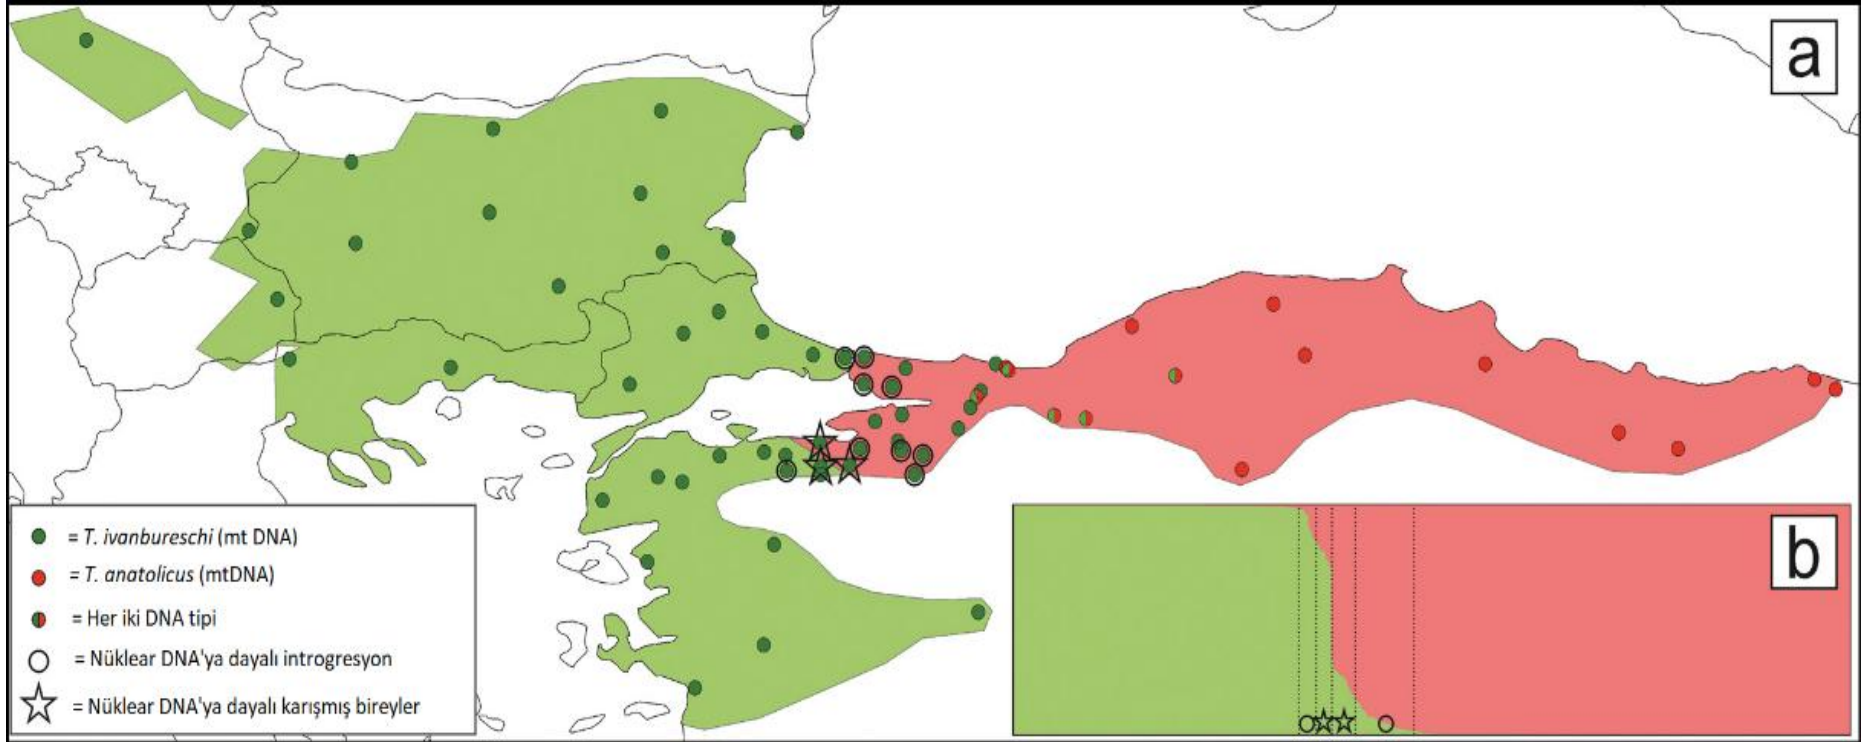 a
= T. ivanbureschi (mt DNA)
= T. anatolicus (mtDNA)
= Her iki DNA tipi
= Nüklear DNA'ya dayalı introgresyon
= Nüklear DNA'ya dayalı karışmış bireyler
b